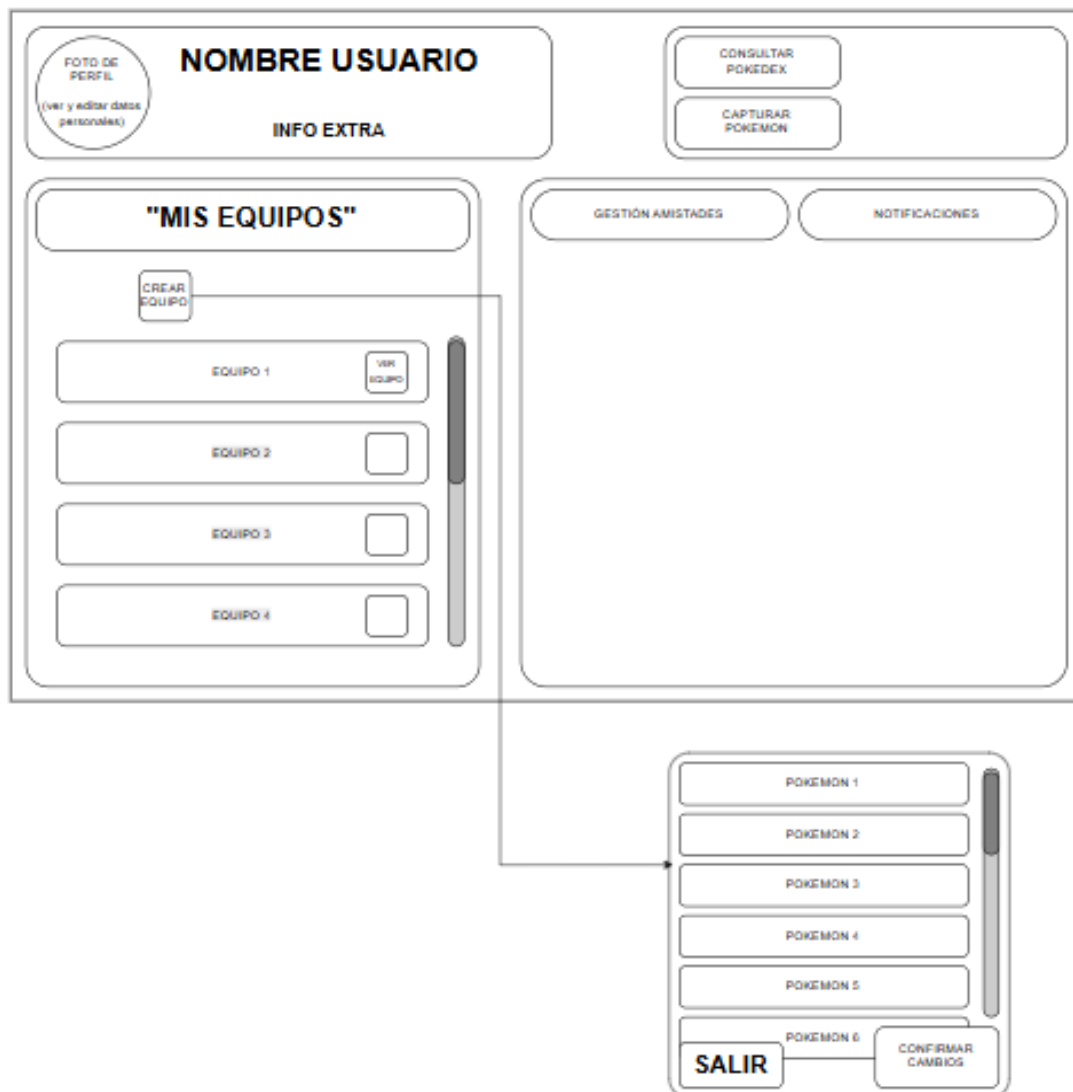 FOTO DE
PERFIL
(ver y editar datos
personales)
NOMBRE USUARIO
INFO EXTRA
CONSULTAR
POKEDEX
CAPTURAR
POKEMON
"MIS EQUIPOS"
CREAR
EQUIPO
EQUIPO 1
VER
EQUIPO
EQUIPO 2
EQUIPO 3
EQUIPO 4
GESTIÓN AMISTADES
NOTIFICACIONES
POKEMON 1
POKEMON 2
POKEMON 3
POKEMON 4
POKEMON 5
POKEMON 6
SALIR
CONFIRMAR
CAMBIOS